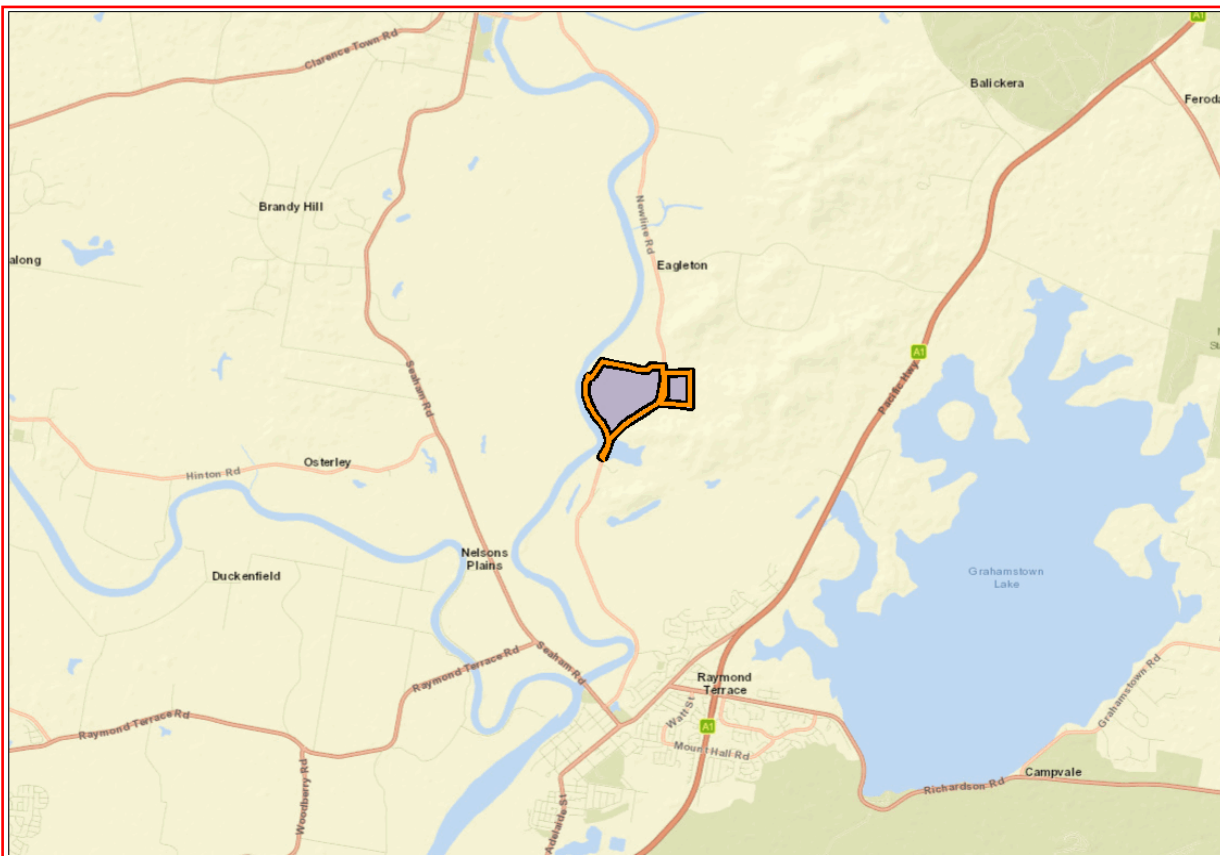 A1
Clarence Town Rd
Balickera
Feroda
Brandy Hill
Newline Rd
along
Eagleton
A1
Pacific Hwy
Seaham Rd
Osterley
Hinton Rd
Nelsons
Plains
Duckenfield
Grahamstown
Lake
Raymond Terrace Rd
Seaham Rd
Raymond
Terrace
Grahamstown Rd
Watt St
A1
Raymond Terrace Rd
Mount Hall Rd
Woodberry Rd
Adelaide St
Campvale
Richardson Rd